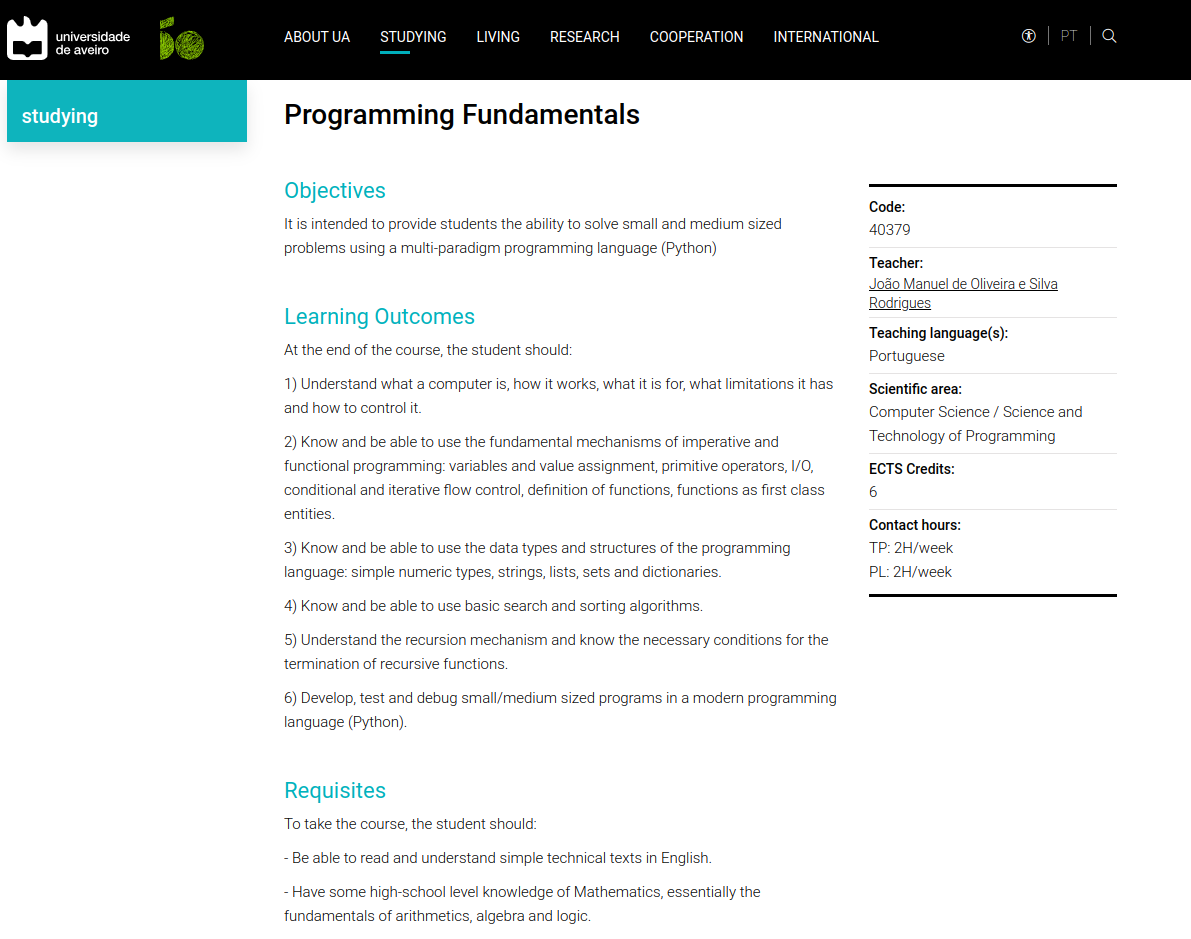 universidade
de aveiro
50
ABOUT UA
STUDYING
LIVING
RESEARCH
COOPERATION
INTERNATIONAL
PT
studying
Programming Fundamentals
Objectives
It is intended to provide students the ability to solve small and medium sized
problems using a multi-paradigm programming language (Python)
Learning Outcomes
At the end of the course, the student should:
1) Understand what a computer is, how it works, what it is for, what limitations it has
and how to control it.
2) Know and be able to use the fundamental mechanisms of imperative and
functional programming: variables and value assignment, primitive operators, I/O,
conditional and iterative flow control, definition of functions, functions as first class
entities.
3) Know and be able to use the data types and structures of the programming
language: simple numeric types, strings, lists, sets and dictionaries.
4) Know and be able to use basic search and sorting algorithms.
5) Understand the recursion mechanism and know the necessary conditions for the
termination of recursive functions.
6) Develop, test and debug small/medium sized programs in a modern programming
language (Python).
Requisites
To take the course, the student should:
- Be able to read and understand simple technical texts in English.
- Have some high-school level knowledge of Mathematics, essentially the
fundamentals of arithmetics, algebra and logic.
Code:
40379
Teacher:
João Manuel de Oliveira e Silva
Rodrigues
Teaching language(s):
Portuguese
Scientific area:
Computer Science / Science and
Technology of Programming
ECTS Credits:
6
Contact hours:
TP: 2H/week
PL: 2H/week